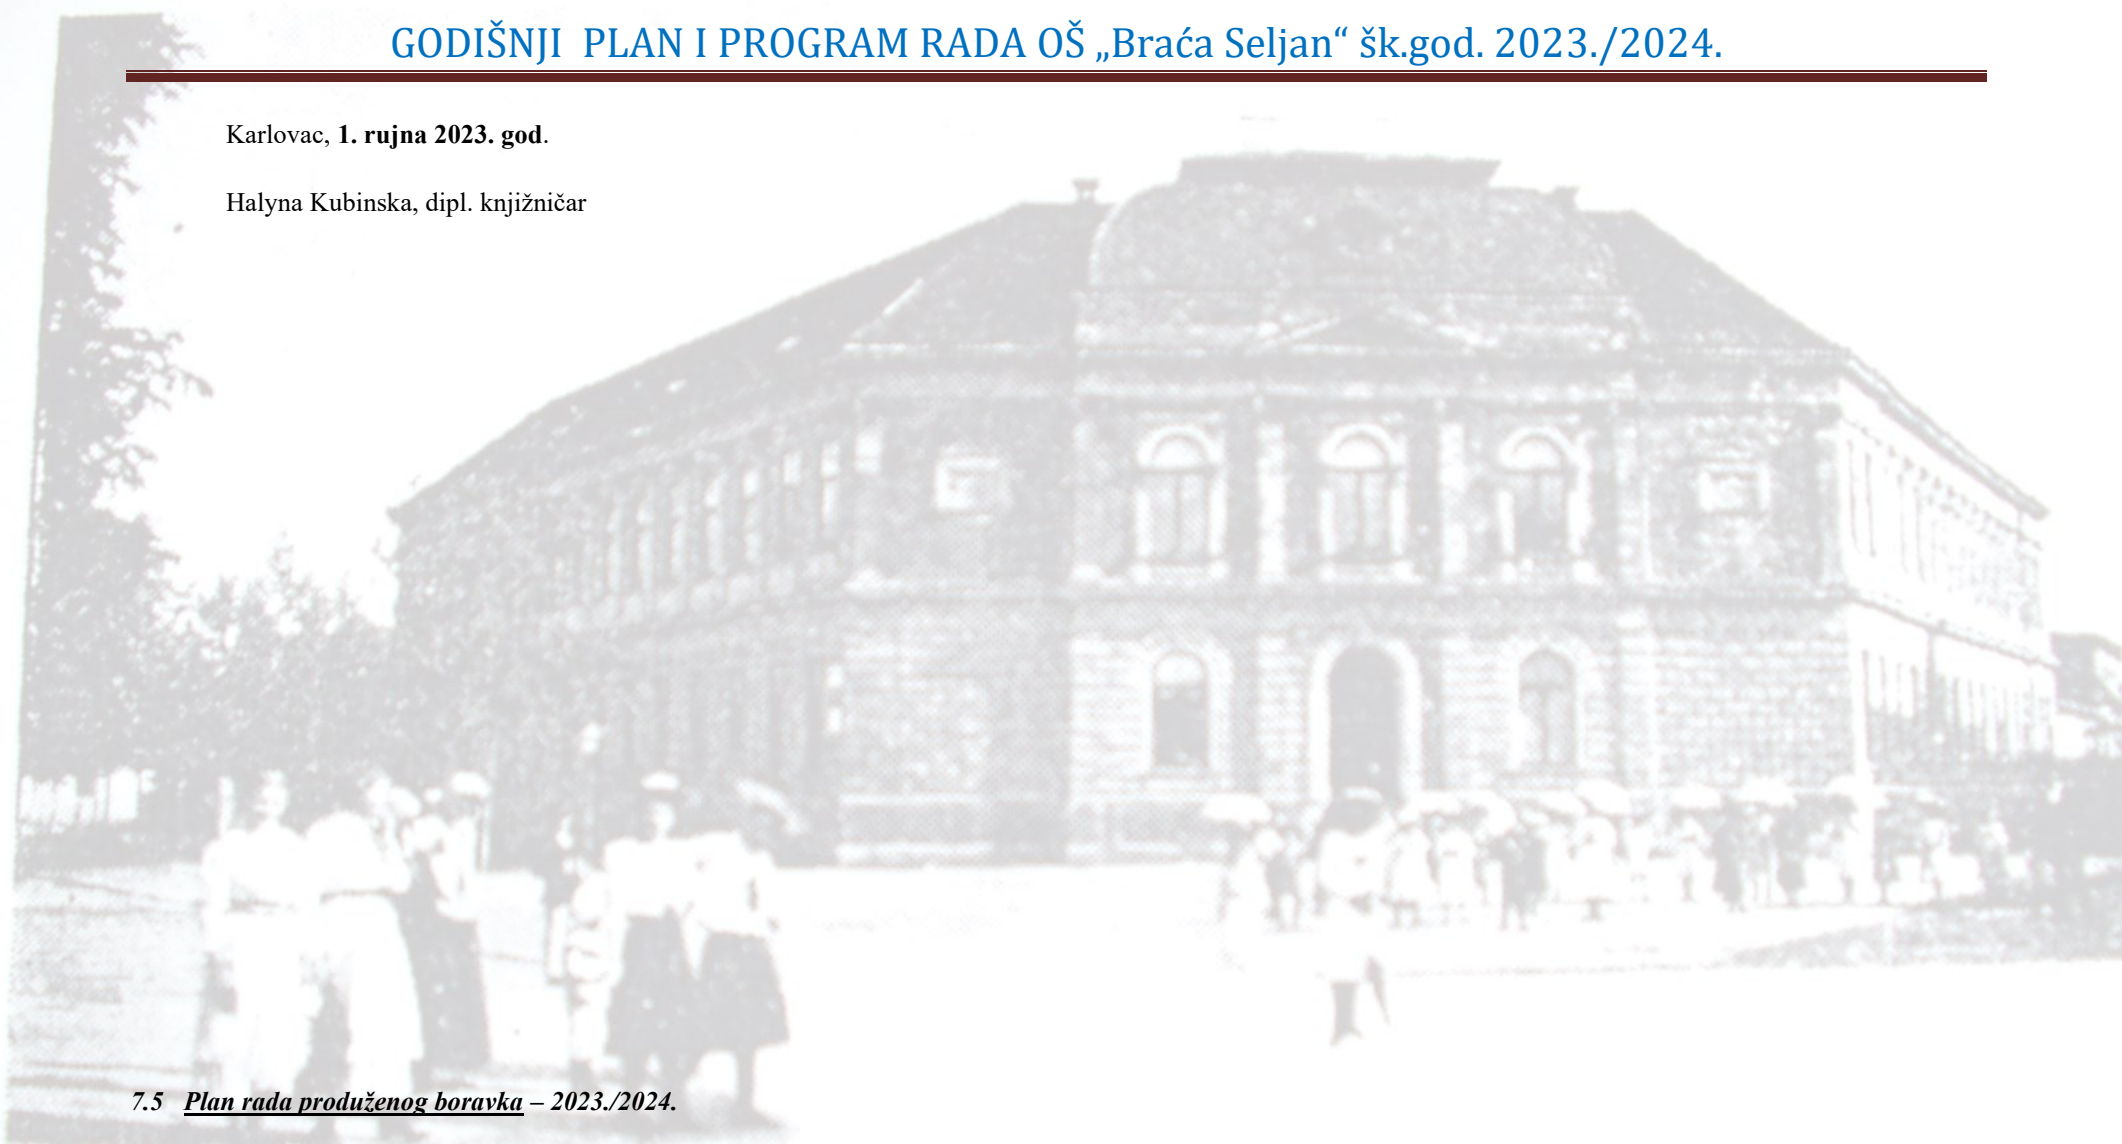 GODIŠNJI PLAN I PROGRAM RADA OŠ „Braća Seljan“ šk.god. 2023./2024.
Karlovac, 1. rujna 2023. god.
Halyna Kubinska, dipl. knjižničar
7.5 Plan rada produženog boravka – 2023./2024.